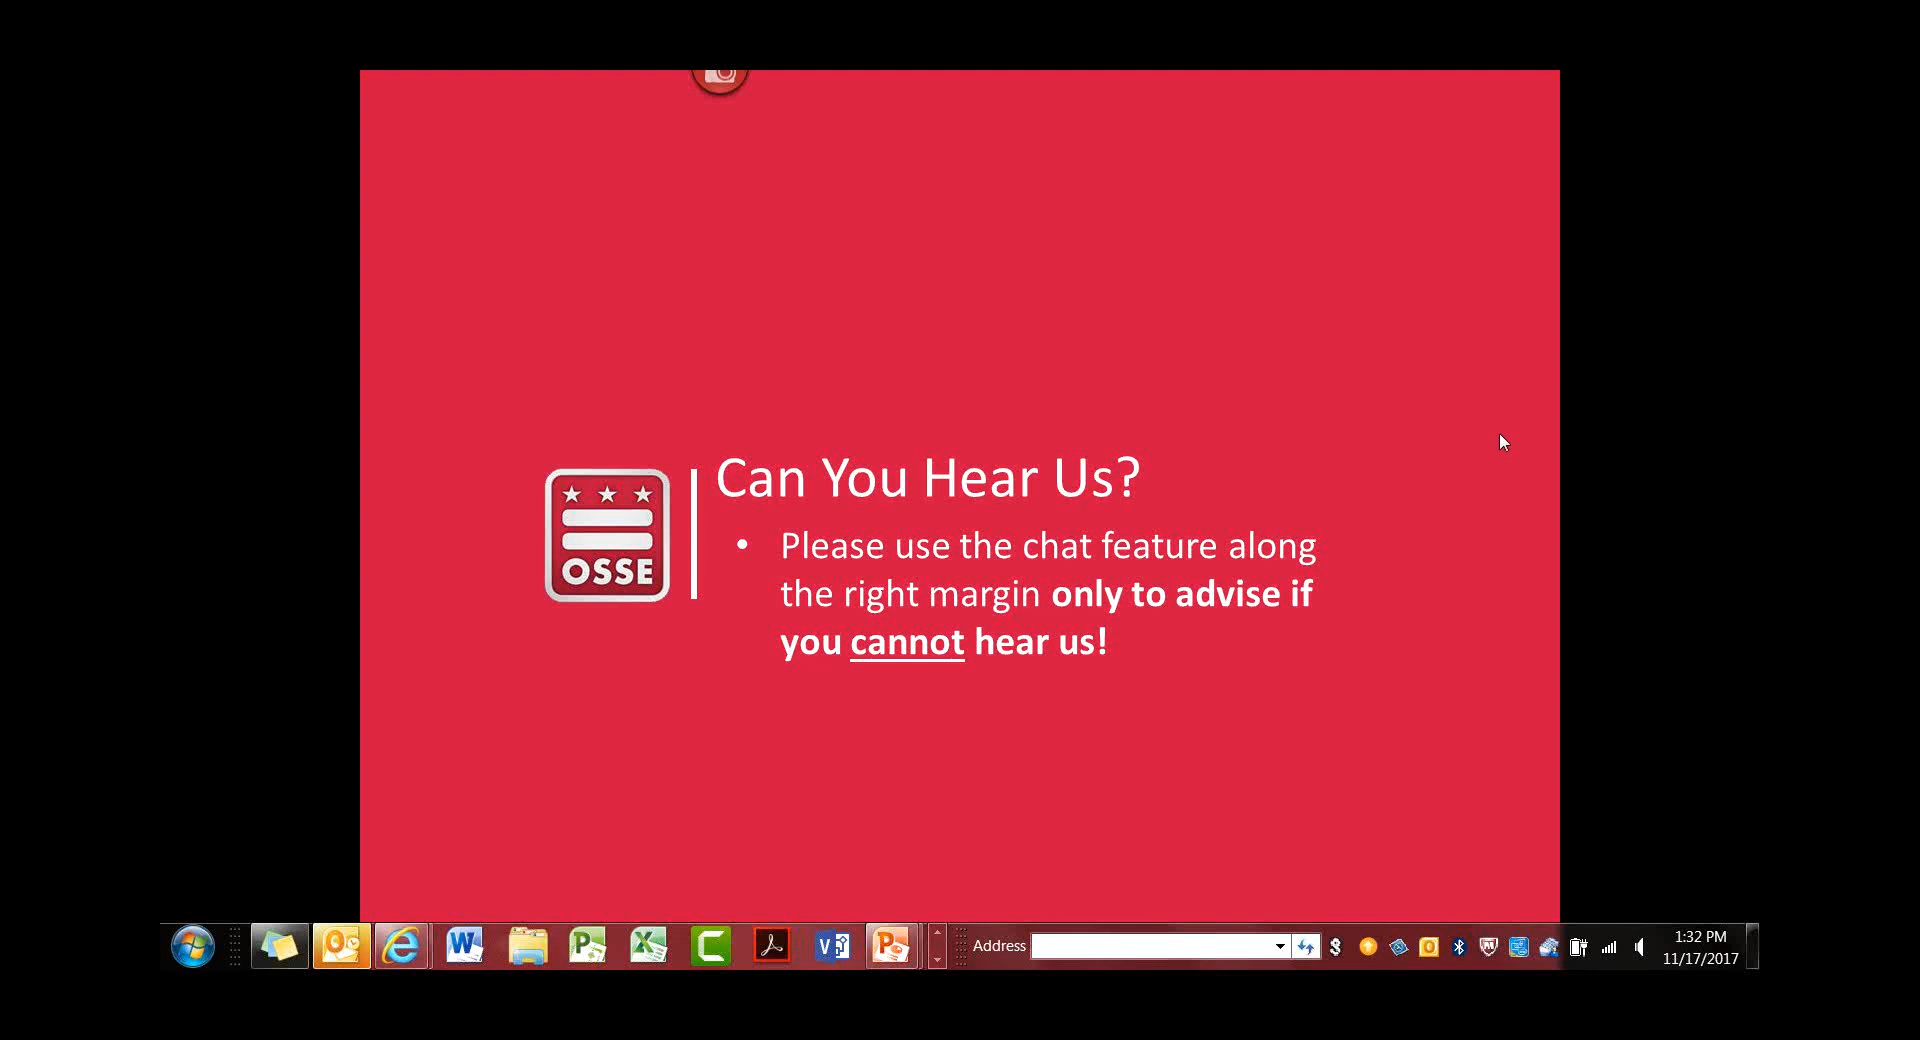 Can You Hear Us?
• Please use the chat feature along
the right margin only to advise if
you cannot hear us!
OSSE
Address
1:32 PM
11/17/2017